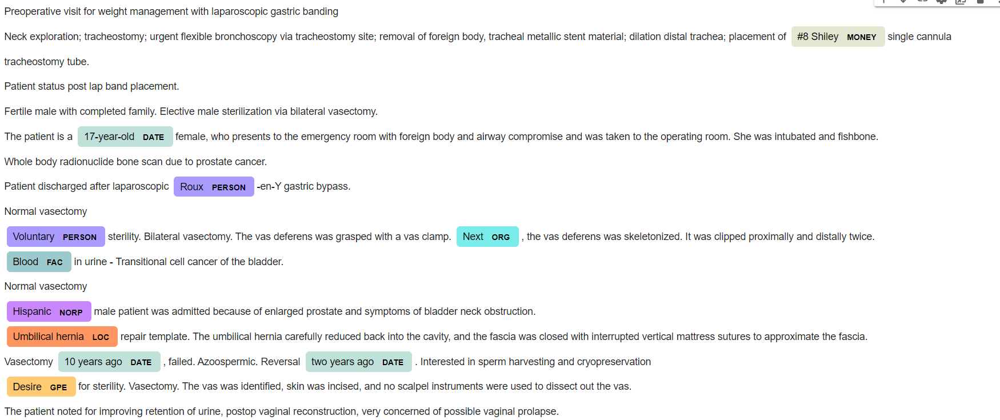 Preoperative visit for weight management with laparoscopic gastric banding
Neck exploration; tracheostomy; urgent flexible bronchoscopy via tracheostomy site; removal of foreign body, tracheal metallic stent material; dilation distal trachea; placement of #8 Shiley MONEY single cannula
tracheostomy tube.
Patient status post lap band placement.
Fertile male with completed family. Elective male sterilization via bilateral vasectomy.
The patient is a 17-year-old DATE female, who presents to the emergency room with foreign body and airway compromise and was taken to the operating room. She was intubated and fishbone.
Whole body radionuclide bone scan due to prostate cancer.
Patient discharged after laparoscopic Roux PERSON -en-Y gastric bypass.
Normal vasectomy
Voluntary PERSON sterility. Bilateral vasectomy. The vas deferens was grasped with a vas clamp. Next ORG , the vas deferens was skeletonized. It was clipped proximally and distally twice.
Blood FAC in urine - Transitional cell cancer of the bladder.
Normal vasectomy
Hispanic NORP male patient was admitted because of enlarged prostate and symptoms of bladder neck obstruction.
Umbilical hernia LOC repair template. The umbilical hernia carefully reduced back into the cavity, and the fascia was closed with interrupted vertical mattress sutures to approximate the fascia.
Vasectomy 10 years ago DATE , failed. Azoospermic. Reversal two years ago DATE . Interested in sperm harvesting and cryopreservation
Desire GPE for sterility. Vasectomy. The vas was identified, skin was incised, and no scalpel instruments were used to dissect out the vas.
The patient noted for improving retention of urine, postop vaginal reconstruction, very concerned of possible vaginal prolapse.